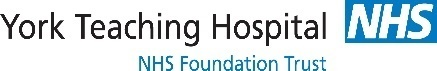 York Teaching Hospital NHS
NHS Foundation Trust